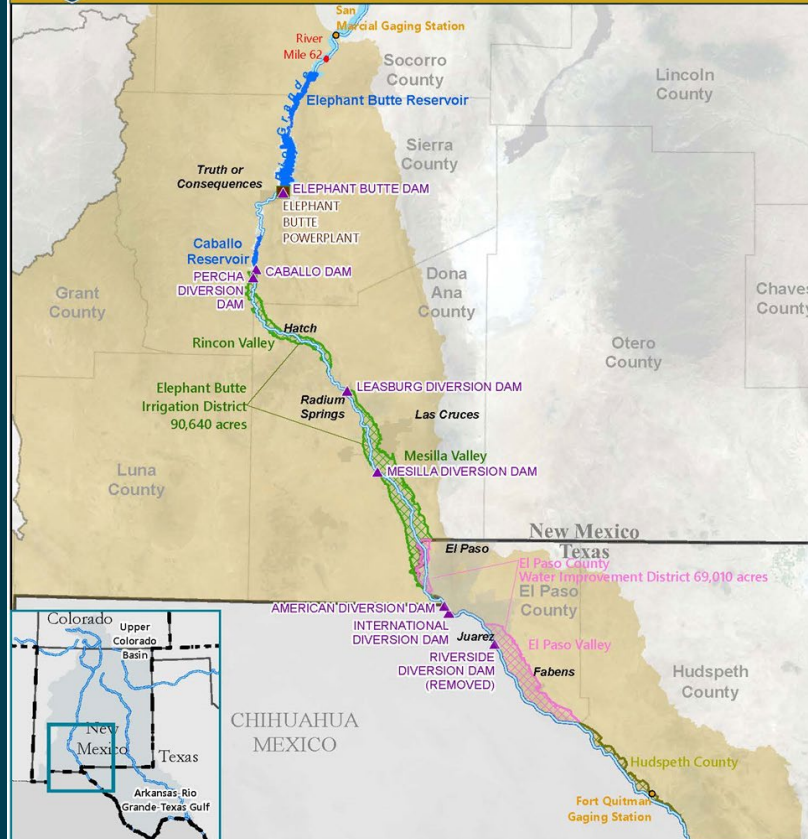 San
Marcial Gaging Station
River
Mile 62
Socorro
County
Lincoln
County
Rio Grande
Elephant Butte Reservoir
Sierra
County
Truth or
Consequences
ELEPHANT BUTTE DAM
ELEPHANT
BUTTE
POWERPLANT
Caballo
Reservoir
CABALLO DAM
PERCHA
DIVERSION
DAM
Dona
Ana
County
Grant
County
Chaves
County
Hatch
Rincon Valley
Otero
County
Elephant Butte
Irrigation District
90,640 acres
LEASBURG DIVERSION DAM
Radium
Springs
Las Cruces
Mesilla Valley
MESILLA DIVERSION DAM
Luna
County
New Mexico
Texas
El Paso
El Paso County
Water Improvement District 69,010 acres
El Paso
County
AMERICAN DIVERSION DAM
INTERNATIONAL
DIVERSION DAM
Juarez
El Paso Valley
RIVERSIDE
DIVERSION DAM
(REMOVED)
Fabens
Hudspeth
County
CHIHUAHUA
MEXICO
Hudspeth County
Fort Quitman
Gaging Station
Colorado
Upper
Colorado
Basin
New
Mexico
Texas
Arkansas-Rio
Grande-Texas Gulf